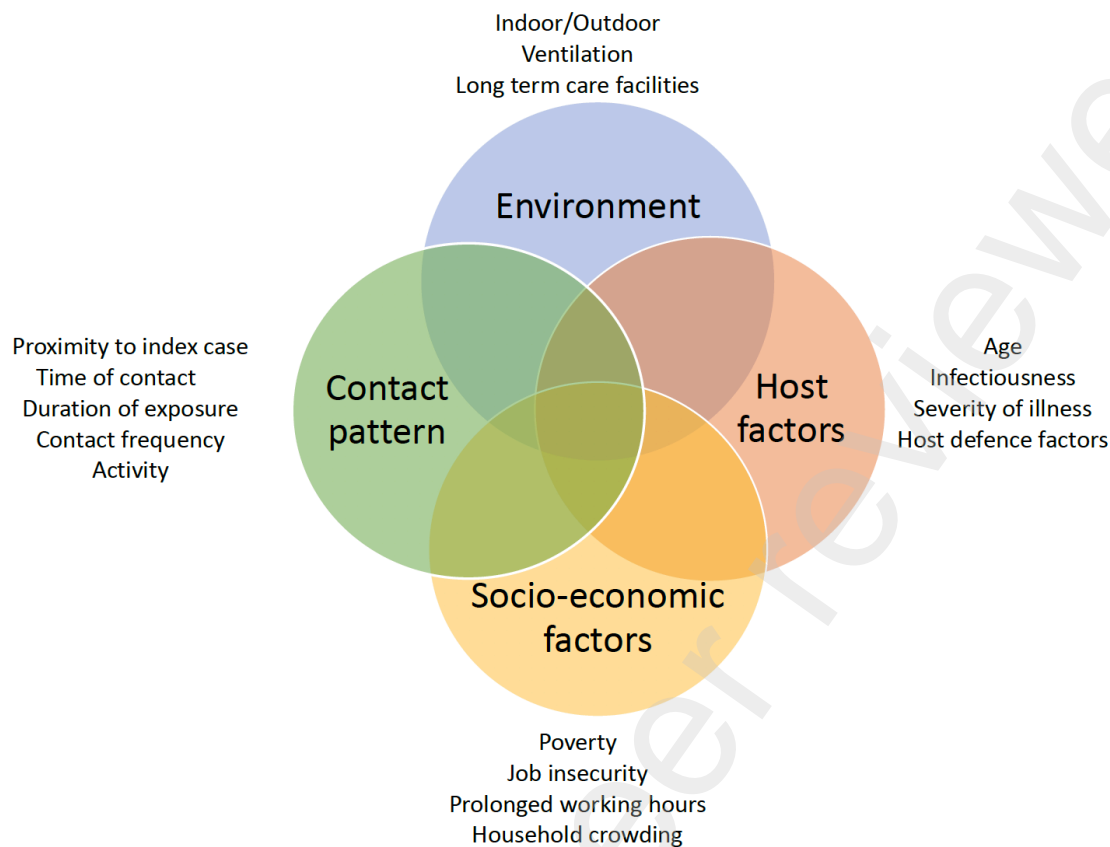 Indoor/Outdoor
Ventilation
Long term care facilities
Environment
Proximity to index case
Time of contact
Duration of exposure
Contact frequency
Activity
Contact
pattern
Host
factors
Age
Infectiousness
Severity of illness
Host defence factors
Socio-economic
factors
Poverty
Job insecurity
Prolonged working hours
Household crowding